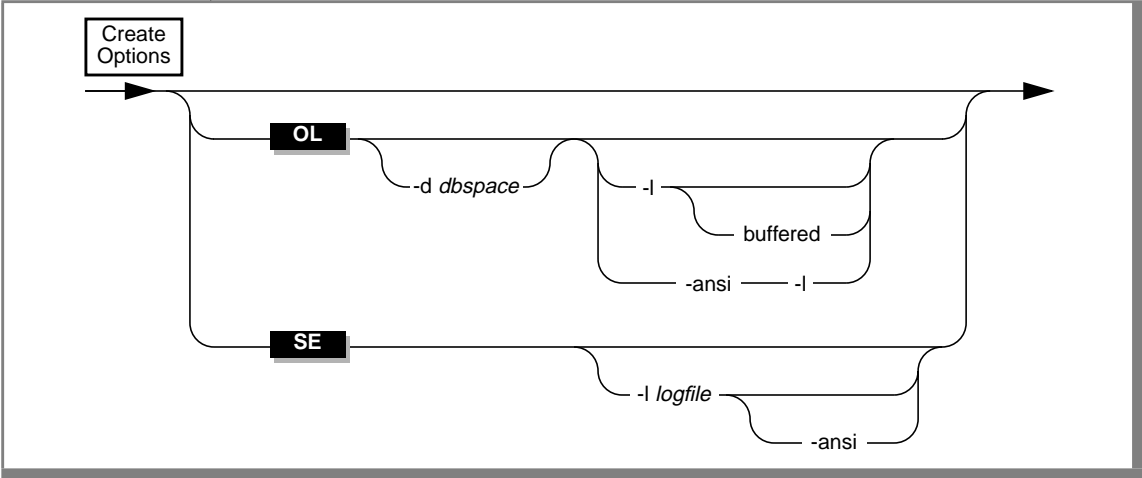 Create
Options
OL
-d dbspace
-l
buffered
-ansi -l
SE
-l logfile
-ansi